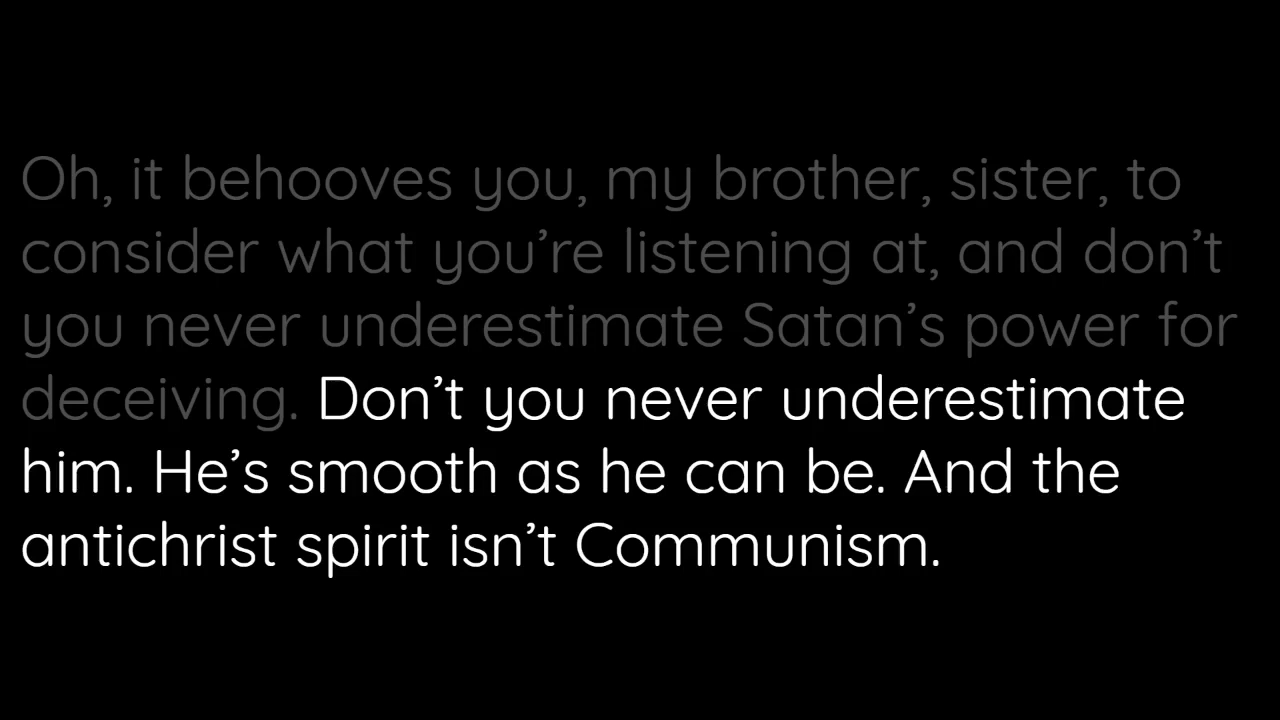 Oh, it behooves you, my brother, sister, to
consider what you’re listening at, and don’t
you never underestimate Satan’s power for
deceiving. Don’t you never underestimate
him. He’s smooth as he can be. And the
antichrist spirit isn’t Communism.